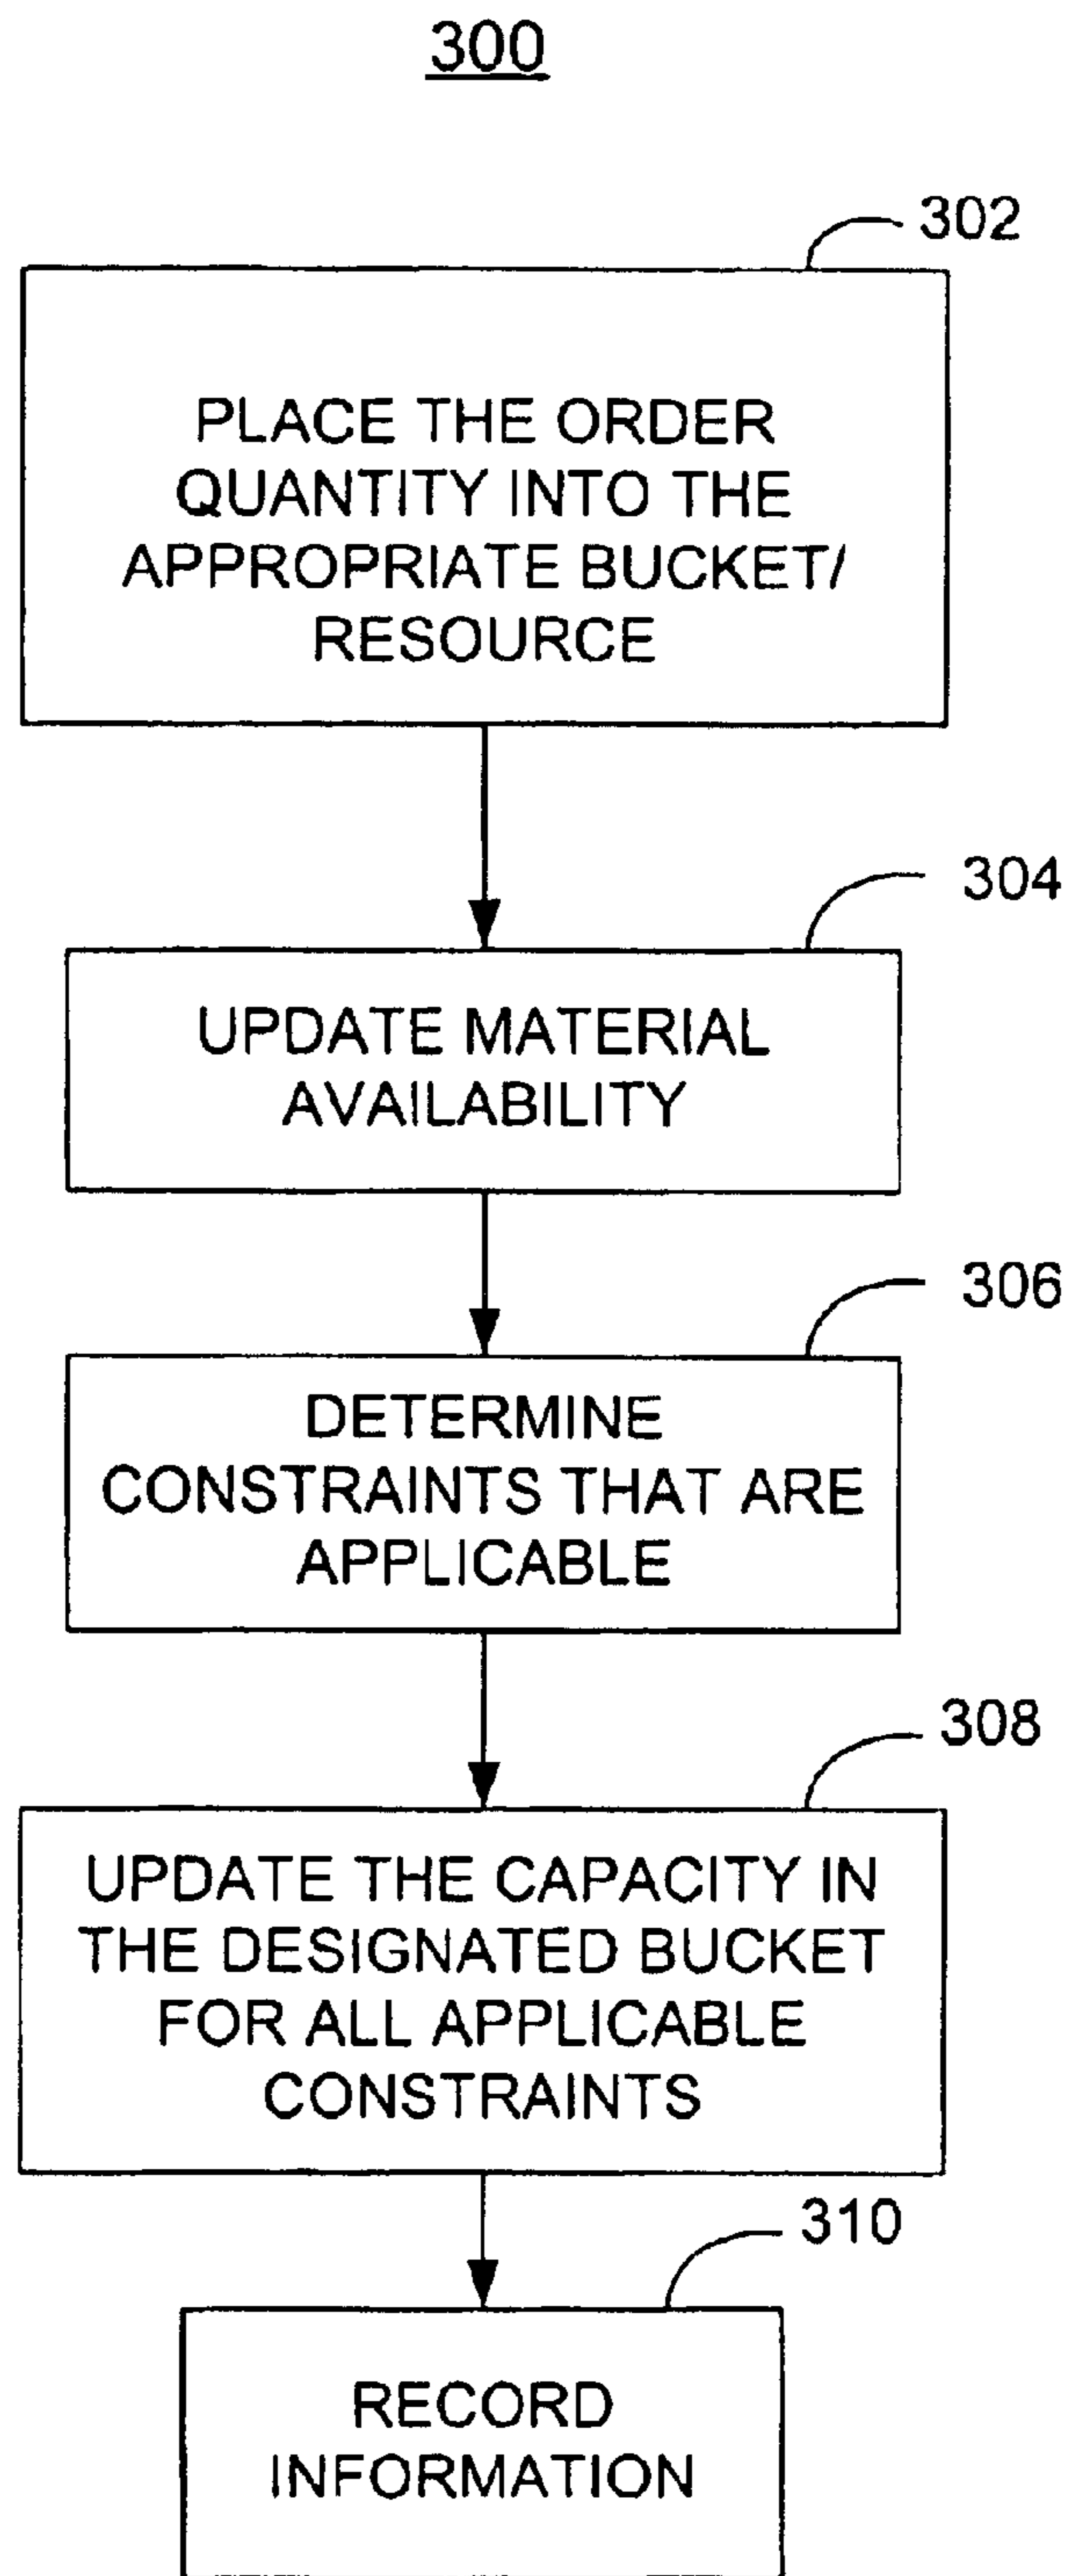 300
302
PLACE THE ORDER
QUANTITY INTO THE
APPROPRIATE BUCKET/
RESOURCE
304
UPDATE MATERIAL
AVAILABILITY
306
DETERMINE
CONSTRAINTS THAT ARE
APPLICABLE
308
UPDATE THE CAPACITY IN
THE DESIGNATED BUCKET
FOR ALL APPLICABLE
CONSTRAINTS
310
RECORD
INFORMATION